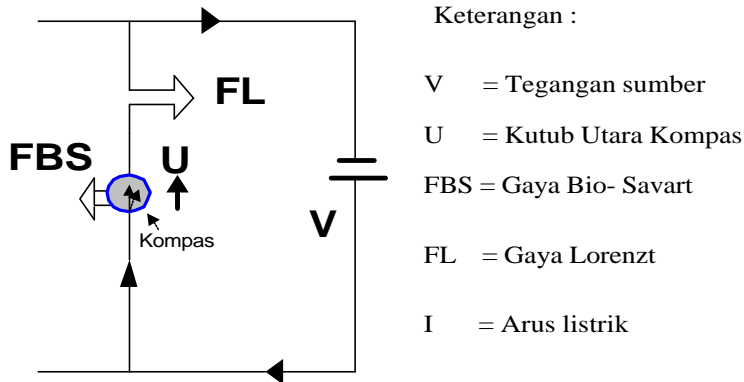 Keterangan :
FL
V = Tegangan sumber
U = Kutub Utara Kompas
FBS
U
FBS = Gaya Bio- Savart
V
Kompas
FL = Gaya Lorenzt
I = Arus listrik